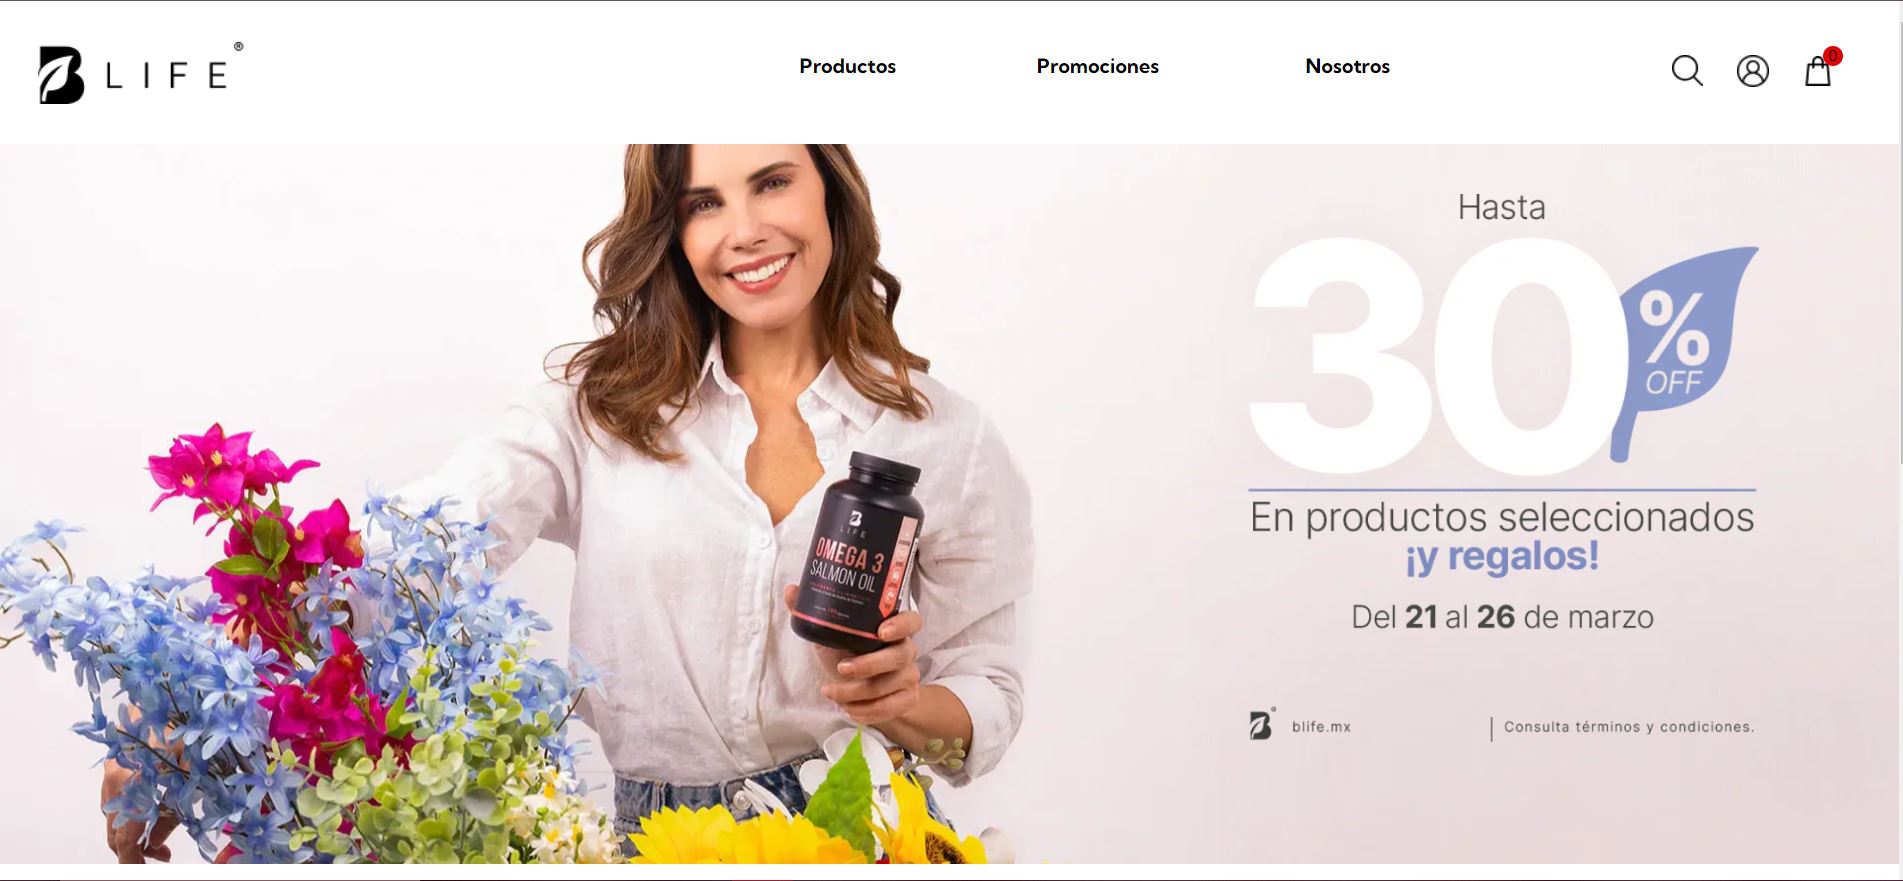 B LIFE ®
Productos
Promociones
Nosotros
0
Hasta
30% OFF
En productos seleccionados
¡y regalos!
Del 21 al 26 de marzo
B LIFE
OMEGA 3
SALMON OIL
B® blife.mx | Consulta términos y condiciones.